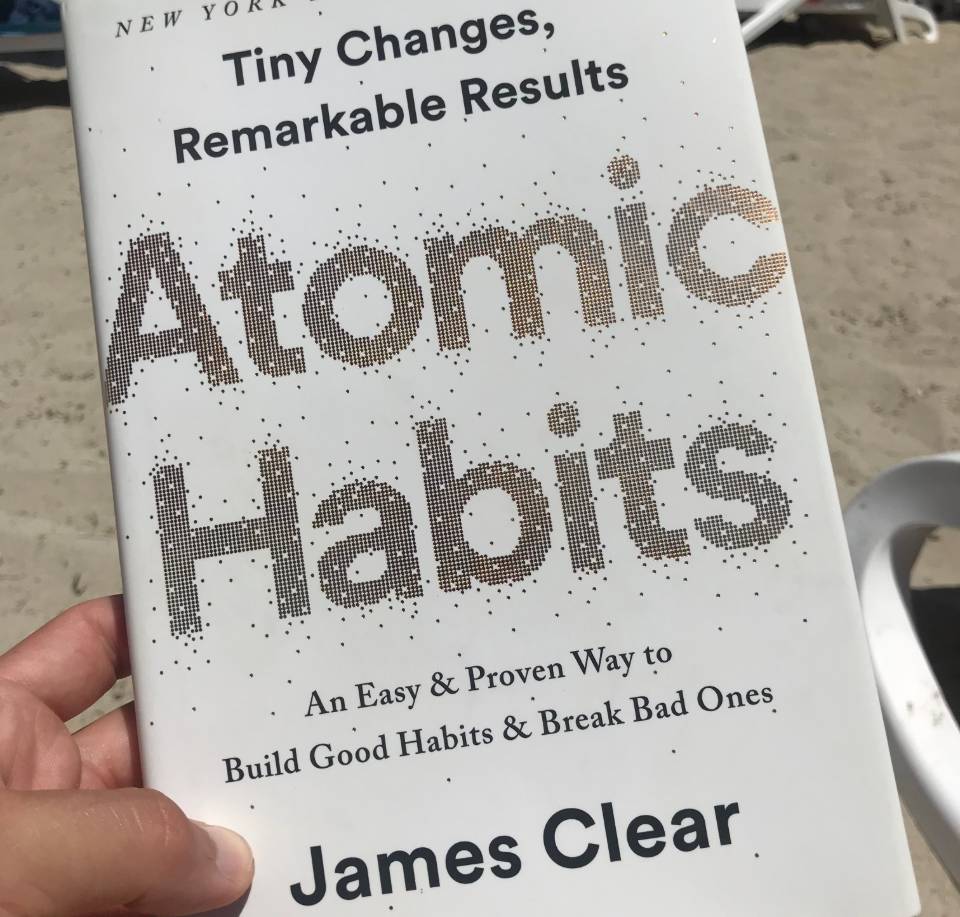 NEW YORK
Tiny Changes,
Remarkable Results
Atomic
Habits
An Easy & Proven Way to
Build Good Habits & Break Bad Ones
James Clear